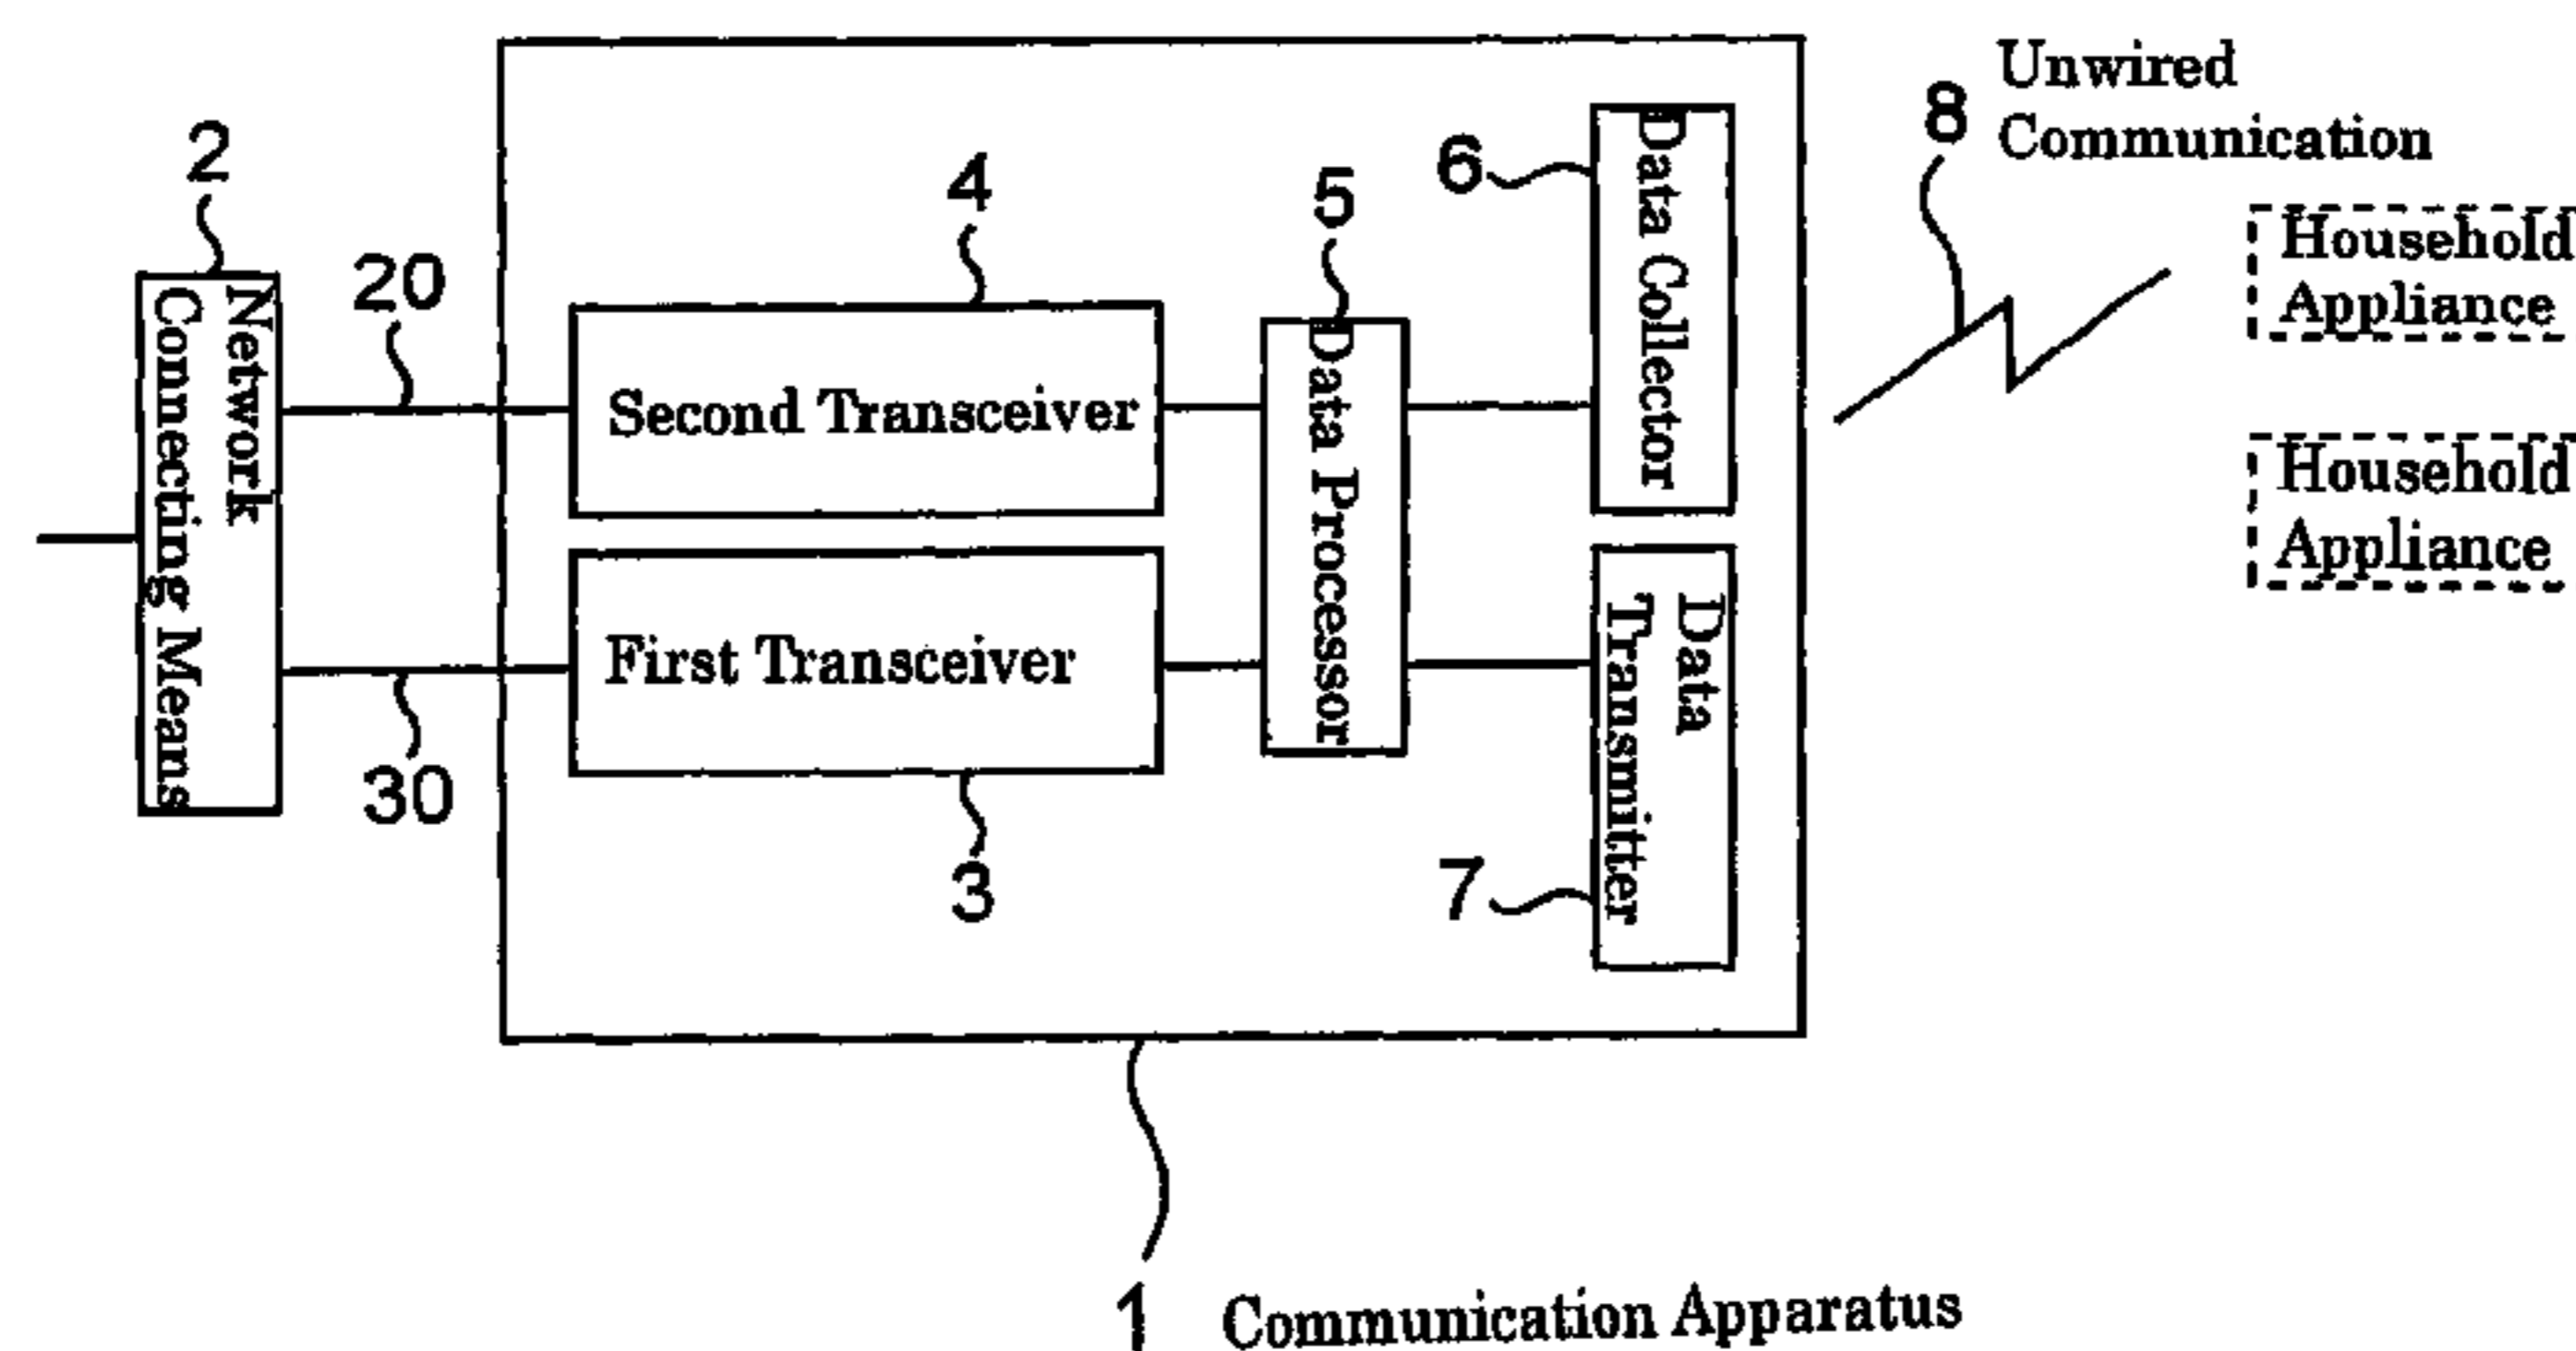 Unwired
Communication
8
2
4
5
6
20
Data Collector
Household
Appliance
Network
Connecting Means
Second Transceiver
Data Processor
Household
Appliance
First Transceiver
Data
Transmitter
30
3
7
1 Communication Apparatus